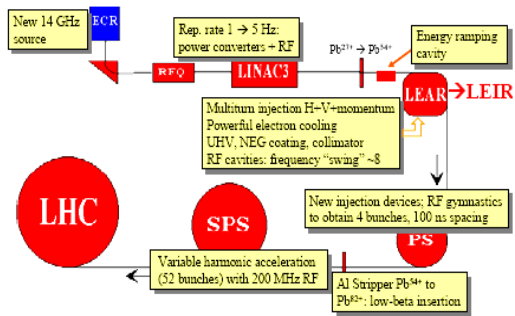 New 14 GHz
source
ECR
Rep. rate 1 → 5 Hz:
power converters + RF
RFQ
LINAC3
Pb²⁷⁺ → Pb⁵⁴⁺
Energy ramping
cavity
LEAR
→LEIR
Multiturn injection H+V+momentum
Powerful electron cooling
UHV, NEG coating, collimator
RF cavities: frequency “swing” ~8
New injection devices; RF gymnastics
to obtain 4 bunches, 100 ns spacing
LHC
SPS
PS
Variable harmonic acceleration
(52 bunches) with 200 MHz RF
Al Stripper Pb⁵⁴⁺ to
Pb⁸²⁺: low-beta insertion